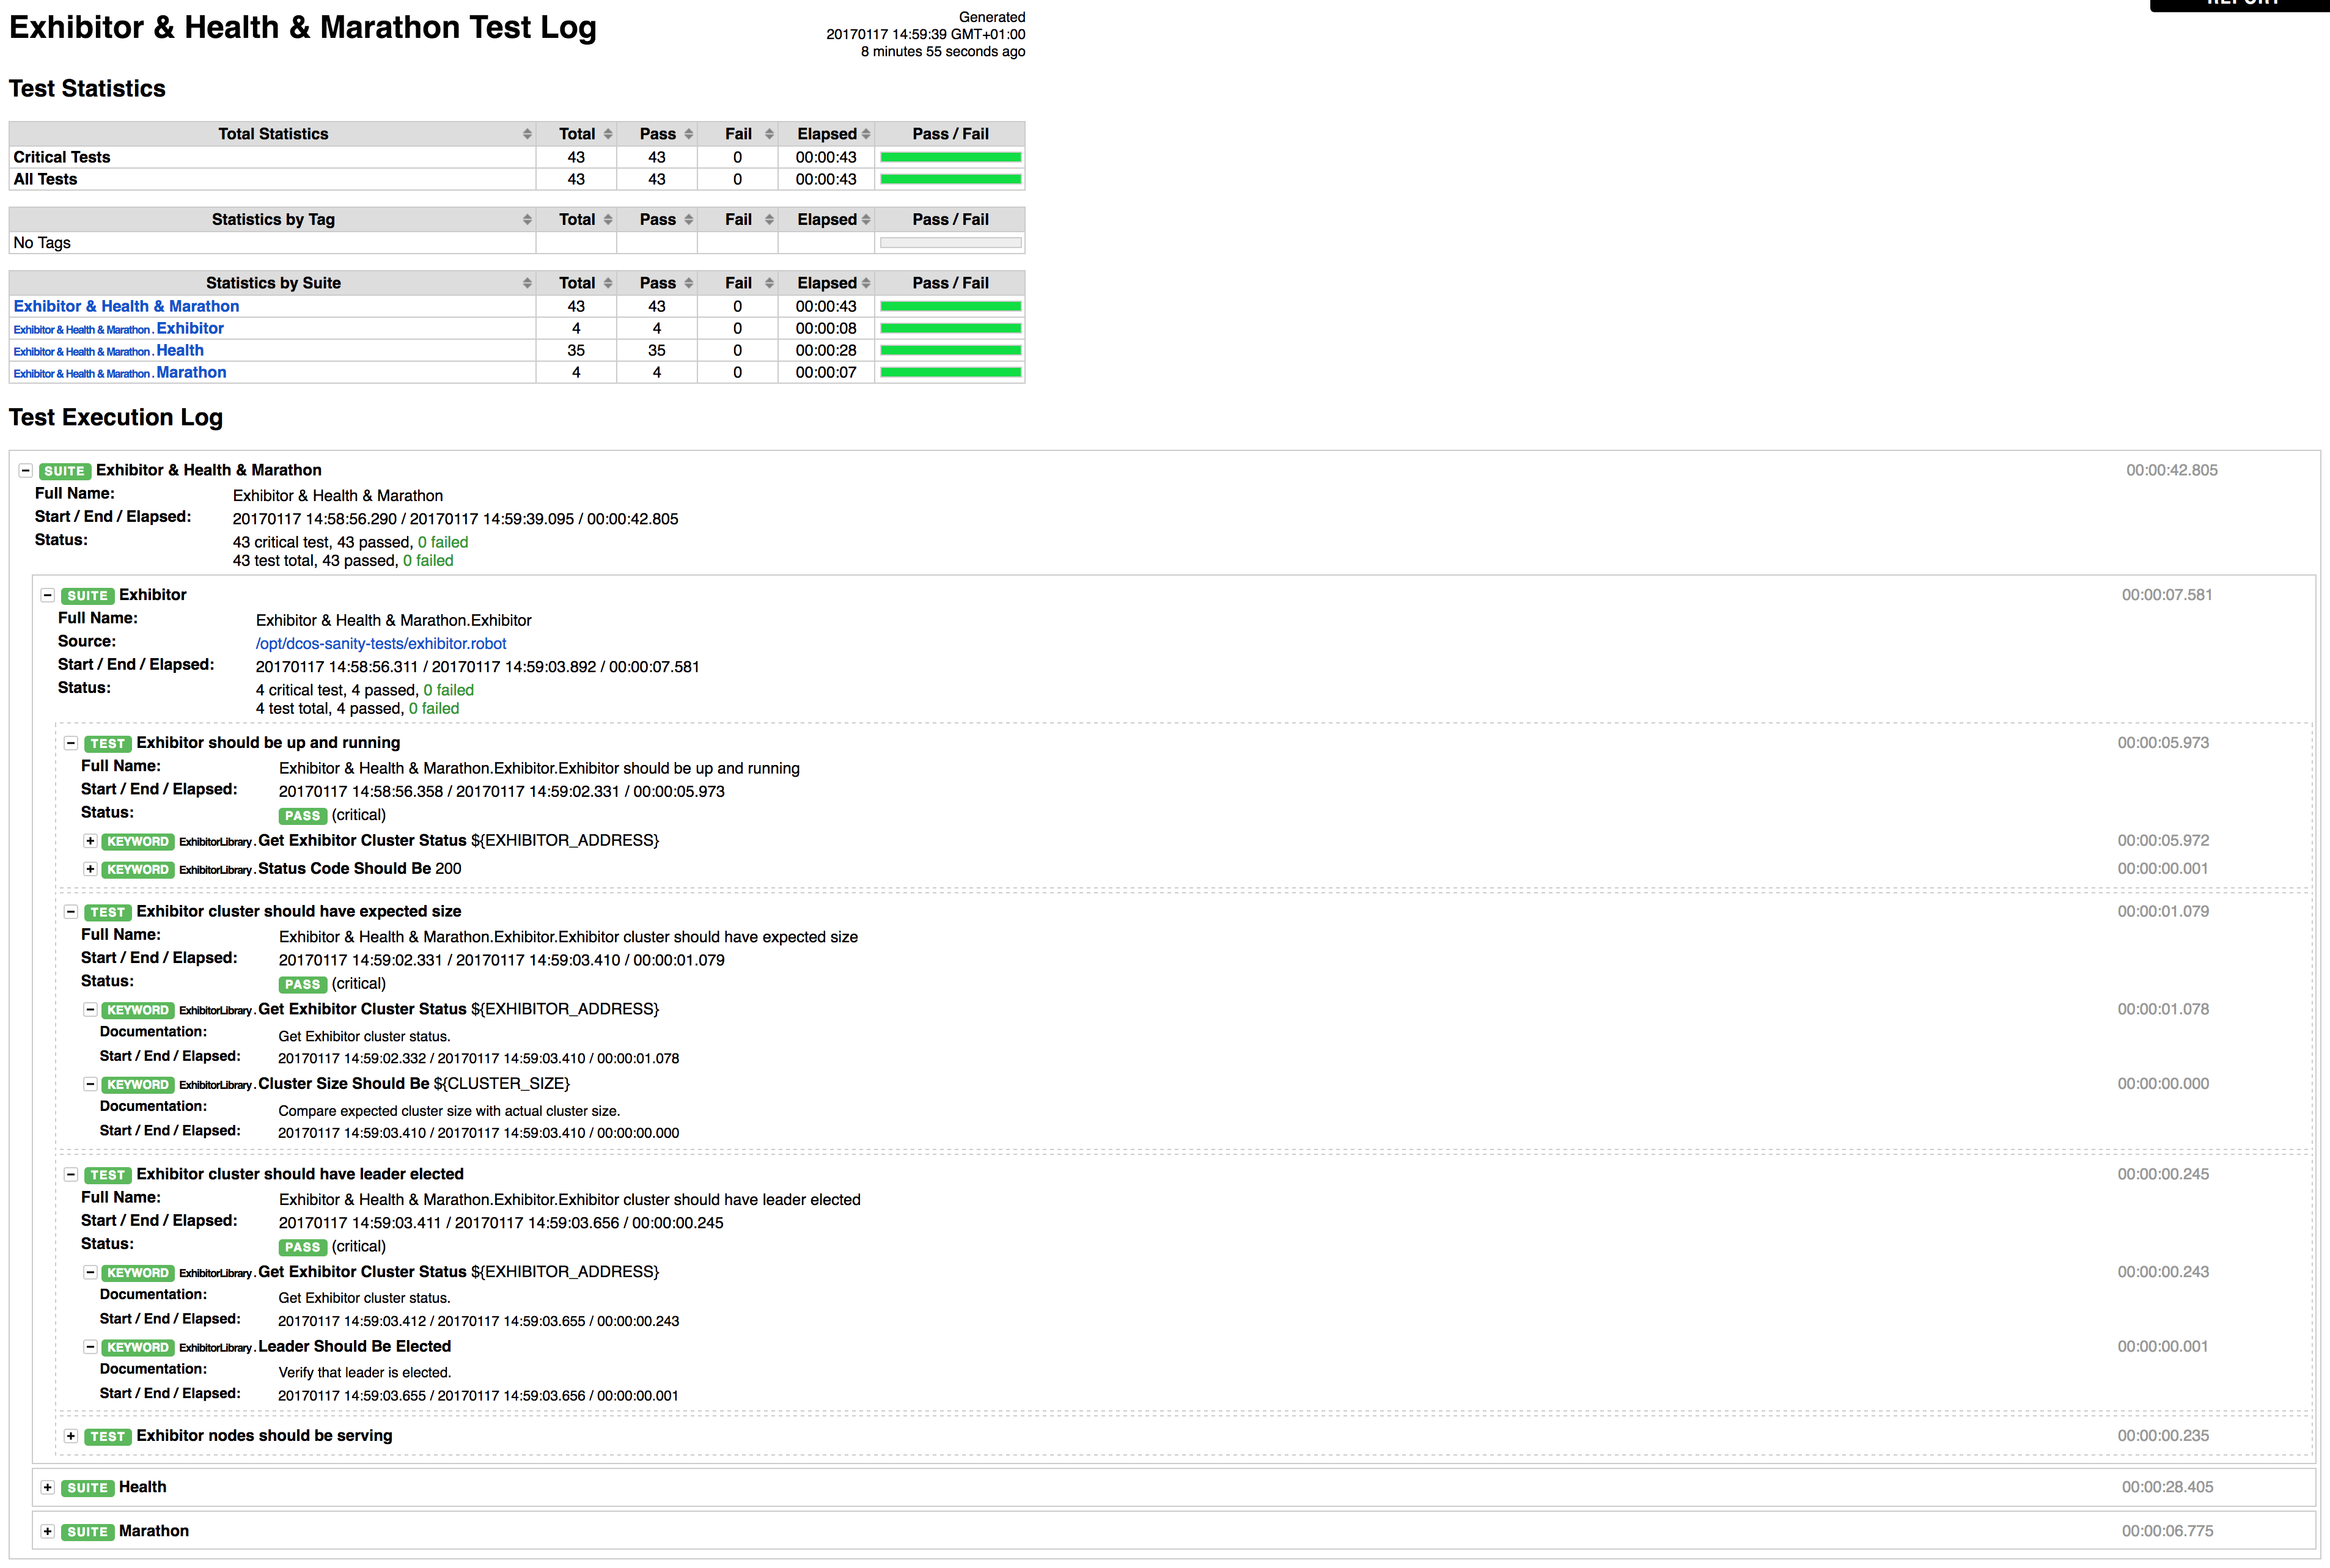 REPORT
Exhibitor & Health & Marathon Test Log
Generated
20170117 14:59:39 GMT+01:00
8 minutes 55 seconds ago
Test Statistics
Total Statistics Total Pass Fail Elapsed Pass / Fail
Critical Tests 43 43 0 00:00:43
All Tests 43 43 0 00:00:43
Statistics by Tag Total Pass Fail Elapsed Pass / Fail
No Tags
Statistics by Suite Total Pass Fail Elapsed Pass / Fail
Exhibitor & Health & Marathon 43 43 0 00:00:43
Exhibitor & Health & Marathon . Exhibitor 4 4 0 00:00:08
Exhibitor & Health & Marathon . Health 35 35 0 00:00:28
Exhibitor & Health & Marathon . Marathon 4 4 0 00:00:07
Test Execution Log
SUITE Exhibitor & Health & Marathon 00:00:42.805
Full Name: Exhibitor & Health & Marathon
Start / End / Elapsed: 20170117 14:58:56.290 / 20170117 14:59:39.095 / 00:00:42.805
Status: 43 critical test, 43 passed, 0 failed
43 test total, 43 passed, 0 failed
SUITE Exhibitor 00:00:07.581
Full Name: Exhibitor & Health & Marathon.Exhibitor
Source: /opt/dcos-sanity-tests/exhibitor.robot
Start / End / Elapsed: 20170117 14:58:56.311 / 20170117 14:59:03.892 / 00:00:07.581
Status: 4 critical test, 4 passed, 0 failed
4 test total, 4 passed, 0 failed
TEST Exhibitor should be up and running 00:00:05.973
Full Name: Exhibitor & Health & Marathon.Exhibitor.Exhibitor should be up and running
Start / End / Elapsed: 20170117 14:58:56.358 / 20170117 14:59:02.331 / 00:00:05.973
Status: PASS (critical)
KEYWORD ExhibitorLibrary . Get Exhibitor Cluster Status ${EXHIBITOR_ADDRESS} 00:00:05.972
KEYWORD ExhibitorLibrary . Status Code Should Be 200 00:00:00.001
TEST Exhibitor cluster should have expected size 00:00:01.079
Full Name: Exhibitor & Health & Marathon.Exhibitor.Exhibitor cluster should have expected size
Start / End / Elapsed: 20170117 14:59:02.331 / 20170117 14:59:03.410 / 00:00:01.079
Status: PASS (critical)
KEYWORD ExhibitorLibrary . Get Exhibitor Cluster Status ${EXHIBITOR_ADDRESS} 00:00:01.078
Documentation: Get Exhibitor cluster status.
Start / End / Elapsed: 20170117 14:59:02.332 / 20170117 14:59:03.410 / 00:00:01.078
KEYWORD ExhibitorLibrary . Cluster Size Should Be ${CLUSTER_SIZE} 00:00:00.000
Documentation: Compare expected cluster size with actual cluster size.
Start / End / Elapsed: 20170117 14:59:03.410 / 20170117 14:59:03.410 / 00:00:00.000
TEST Exhibitor cluster should have leader elected 00:00:00.245
Full Name: Exhibitor & Health & Marathon.Exhibitor.Exhibitor cluster should have leader elected
Start / End / Elapsed: 20170117 14:59:03.411 / 20170117 14:59:03.656 / 00:00:00.245
Status: PASS (critical)
KEYWORD ExhibitorLibrary . Get Exhibitor Cluster Status ${EXHIBITOR_ADDRESS} 00:00:00.243
Documentation: Get Exhibitor cluster status.
Start / End / Elapsed: 20170117 14:59:03.412 / 20170117 14:59:03.655 / 00:00:00.243
KEYWORD ExhibitorLibrary . Leader Should Be Elected 00:00:00.001
Documentation: Verify that leader is elected.
Start / End / Elapsed: 20170117 14:59:03.655 / 20170117 14:59:03.656 / 00:00:00.001
TEST Exhibitor nodes should be serving 00:00:00.235
SUITE Health 00:00:28.405
SUITE Marathon 00:00:06.775